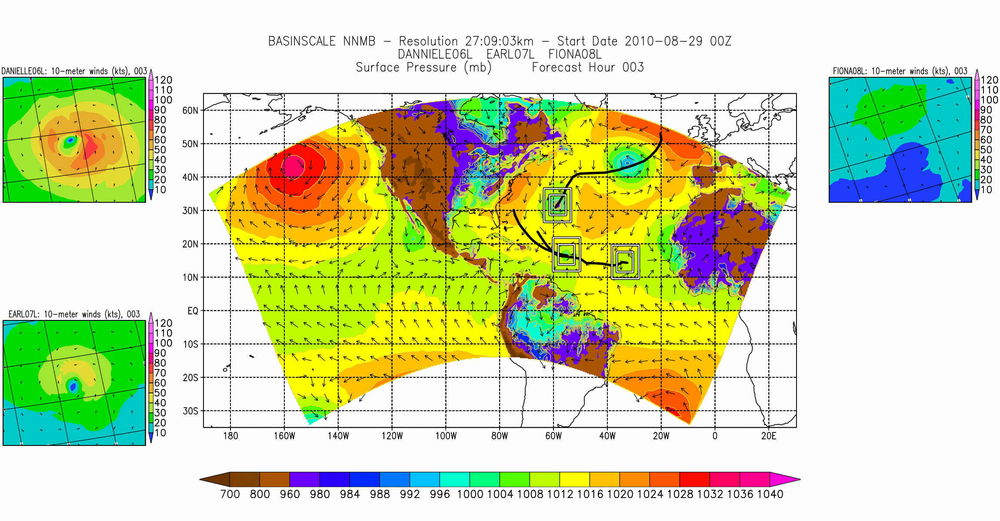 BASINSCALE NNMB – Resolution 27:09:03km – Start Date 2010–08–29 00Z
DANNIELE06L EARL07L FIONA08L
Surface Pressure (mb) Forecast Hour 003
DANIELLE06L: 10–meter winds (kts), 003
120
110
100
90
80
70
60
50
40
30
20
10
FIONA08L: 10–meter winds (kts), 003
120
110
100
90
80
70
60
50
40
30
20
10
EARL07L: 10–meter winds (kts), 003
120
110
100
90
80
70
60
50
40
30
20
10
60N
50N
40N
30N
20N
10N
EQ
10S
20S
30S
180 160W 140W 120W 100W 80W 60W 40W 20W 0 20E
700 800 960 980 984 988 992 996 1000 1004 1008 1012 1016 1020 1024 1028 1032 1036 1040